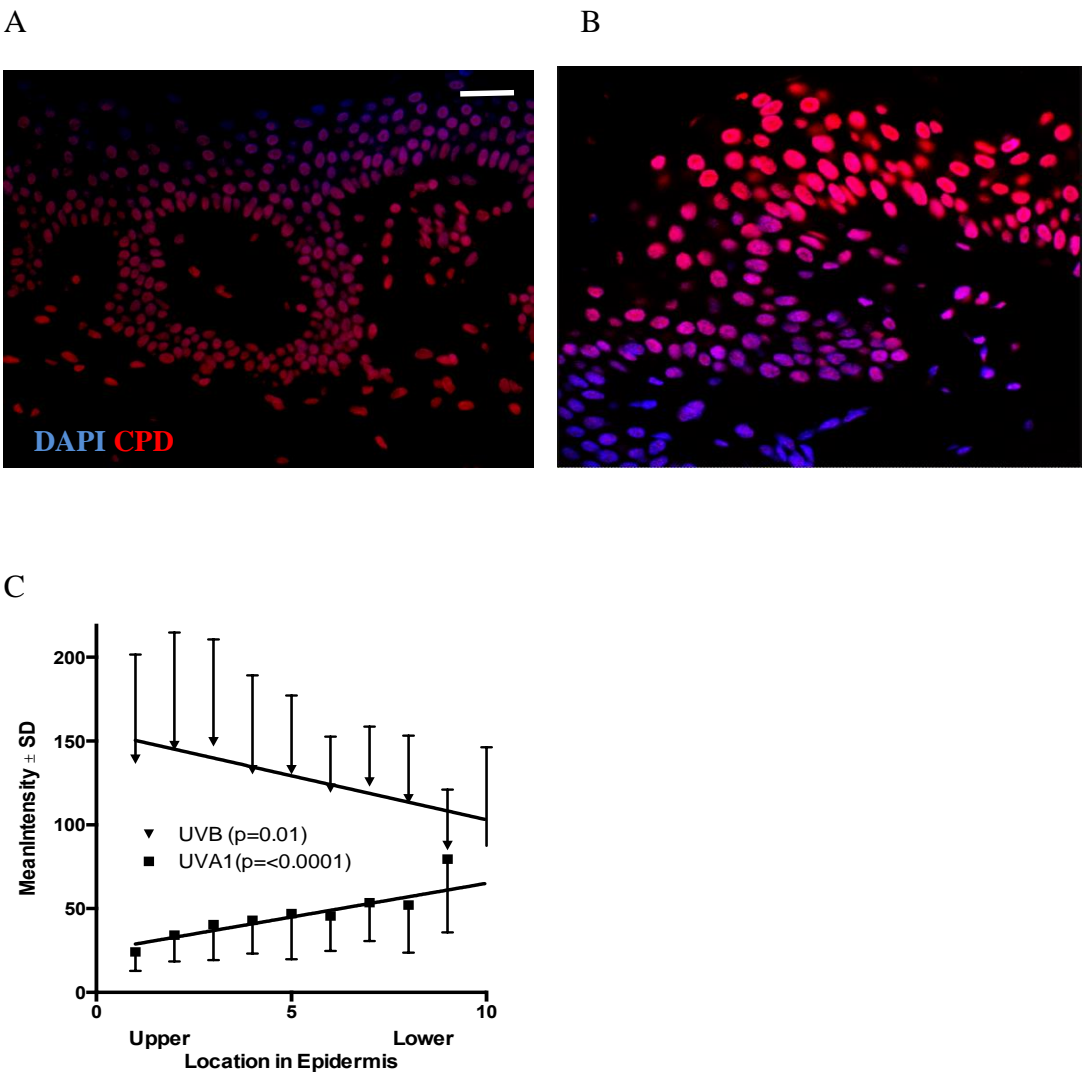 A
B
DAPI CPD
C
200
150
100
50
0
UVB (p=0.01)
UVA1(p=<0.0001)
MeanIntensity ± SD
0 5 10
Upper Lower
Location in Epidermis